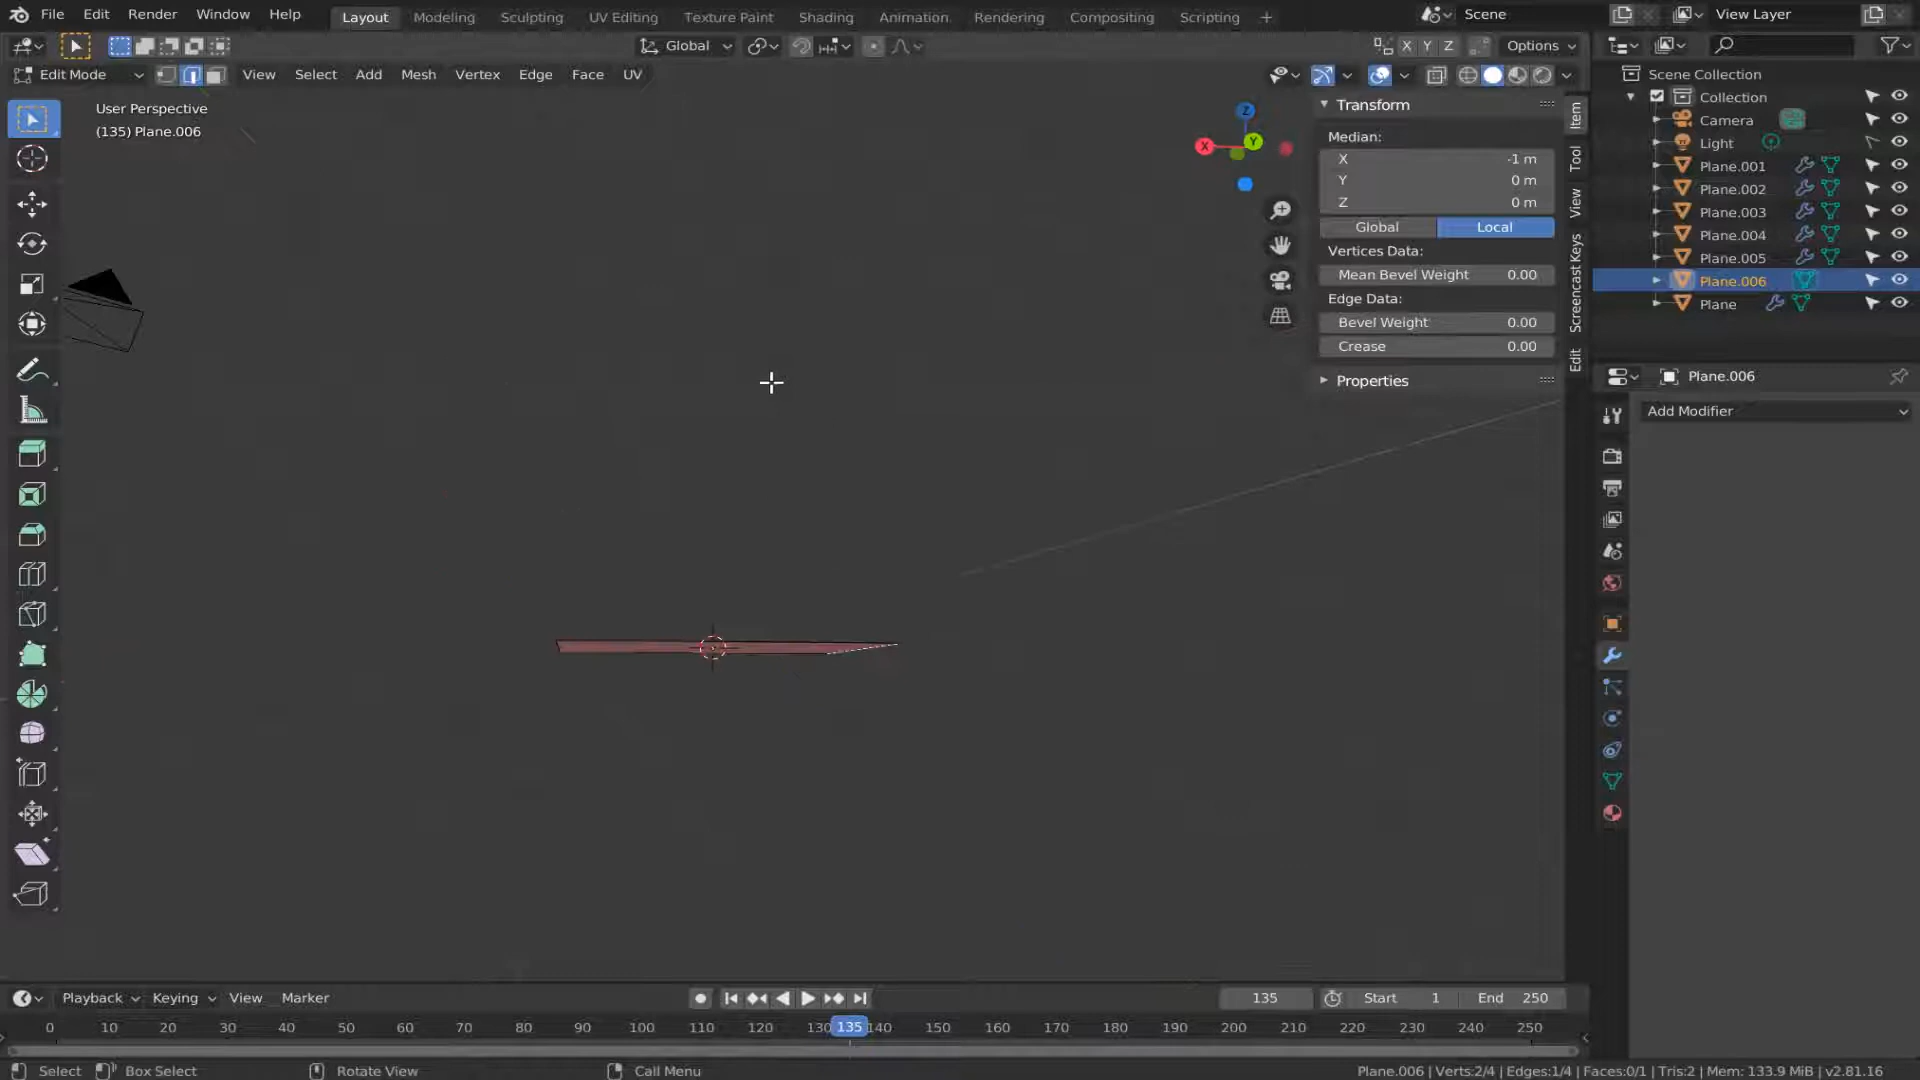 File Edit Render Window Help Layout Modeling Sculpting UV Editing Texture Paint Shading Animation Rendering Compositing Scripting + Scene View Layer
Global X Y Z Options
Edit Mode View Select Add Mesh Vertex Edge Face UV
User Perspective
(135) Plane.006
Z
X
Y
Transform
Median:
X -1 m
Y 0 m
Z 0 m
Global Local
Vertices Data:
Mean Bevel Weight 0.00
Edge Data:
Bevel Weight 0.00
Crease 0.00
Properties
Item
Tool
View
Screencast Keys
Edit
Scene Collection
Collection
Camera
Light
Plane.001
Plane.002
Plane.003
Plane.004
Plane.005
Plane.006
Plane
Plane.006
Add Modifier
Playback Keying View Marker 135 Start 1 End 250
0 10 20 30 40 50 60 70 80 90 100 110 120 130 135 140 150 160 170 180 190 200 210 220 230 240 250
Select Box Select Rotate View Call Menu Plane.006 | Verts:2/4 | Edges:1/4 | Faces:0/1 | Tris:2 | Mem: 133.9 MiB | v2.81.16